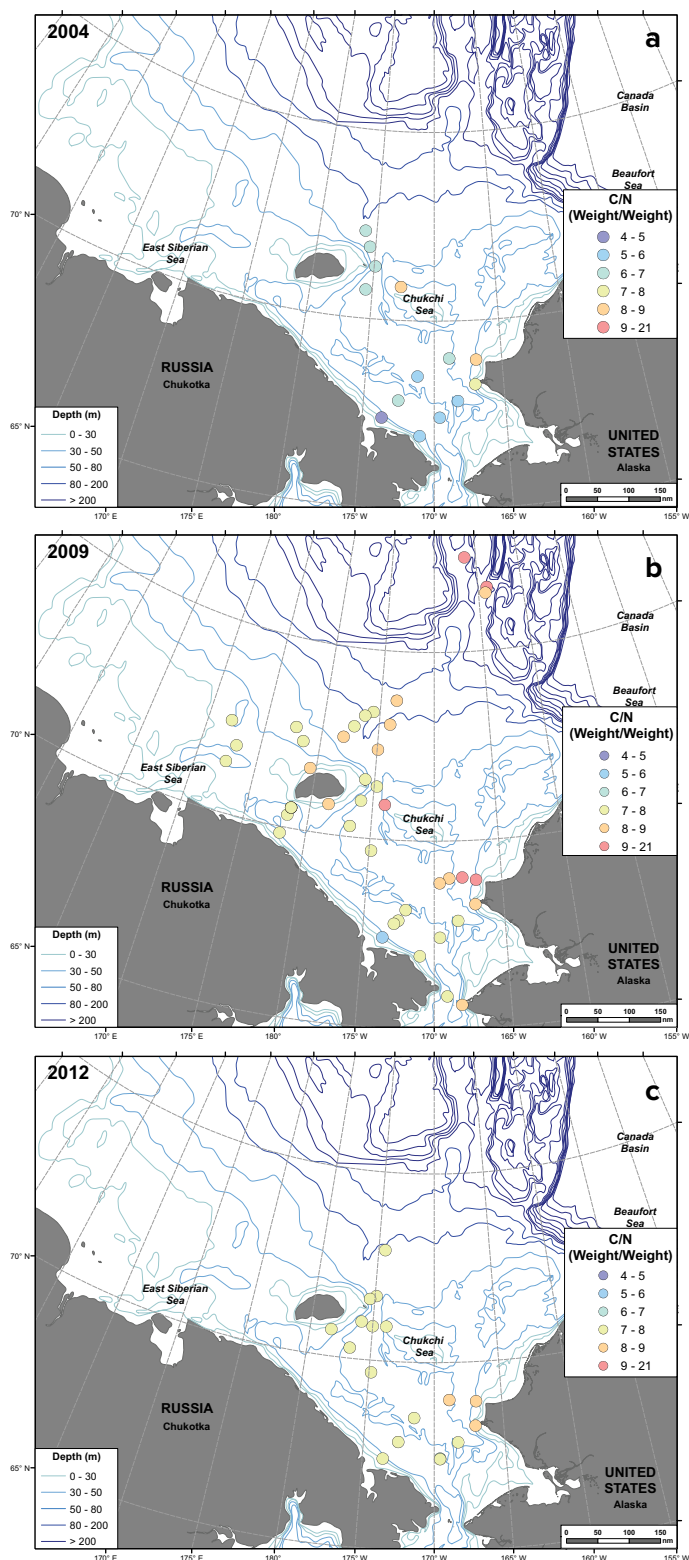 2004
a
Canada
Basin
Beaufort
Sea
C/N
(Weight/Weight)
4 - 5
5 - 6
6 - 7
7 - 8
8 - 9
9 - 21
70° N
East Siberian
Sea
Chukchi
Sea
RUSSIA
Chukotka
Depth (m)
0 - 30
30 - 50
50 - 80
80 - 200
> 200
65° N
UNITED
STATES
Alaska
0 50 100 150
nm
170° E 175° E 180° E 175° W 170° W 165° W 160° W 155° W
2009
b
Canada
Basin
Beaufort
Sea
C/N
(Weight/Weight)
4 - 5
5 - 6
6 - 7
7 - 8
8 - 9
9 - 21
70° N
East Siberian
Sea
Chukchi
Sea
RUSSIA
Chukotka
Depth (m)
0 - 30
30 - 50
50 - 80
80 - 200
> 200
65° N
UNITED
STATES
Alaska
0 50 100 150
nm
170° E 175° E 180° E 175° W 170° W 165° W 160° W 155° W
2012
c
Canada
Basin
Beaufort
Sea
C/N
(Weight/Weight)
4 - 5
5 - 6
6 - 7
7 - 8
8 - 9
9 - 21
70° N
East Siberian
Sea
Chukchi
Sea
RUSSIA
Chukotka
Depth (m)
0 - 30
30 - 50
50 - 80
80 - 200
> 200
65° N
UNITED
STATES
Alaska
0 50 100 150
nm
170° E 175° E 180° E 175° W 170° W 165° W 160° W 155° W